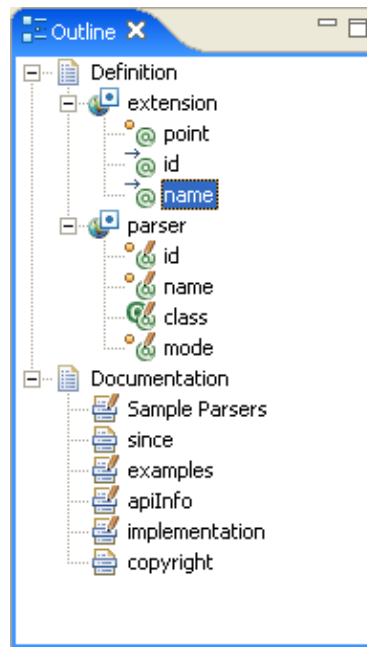 Outline
Definition
extension
point
id
name
parser
id
name
class
mode
Documentation
Sample Parsers
since
examples
apiInfo
implementation
copyright